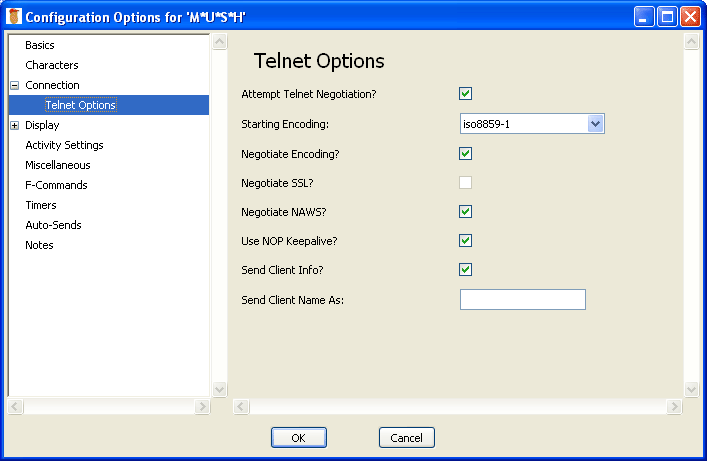 Configuration Options for 'M*U*S*H'
Basics
Characters
Connection
Telnet Options
Display
Activity Settings
Miscellaneous
F-Commands
Timers
Auto-Sends
Notes
Telnet Options
Attempt Telnet Negotiation?
Starting Encoding: iso8859-1
Negotiate Encoding?
Negotiate SSL?
Negotiate NAWS?
Use NOP Keepalive?
Send Client Info?
Send Client Name As:
OK Cancel